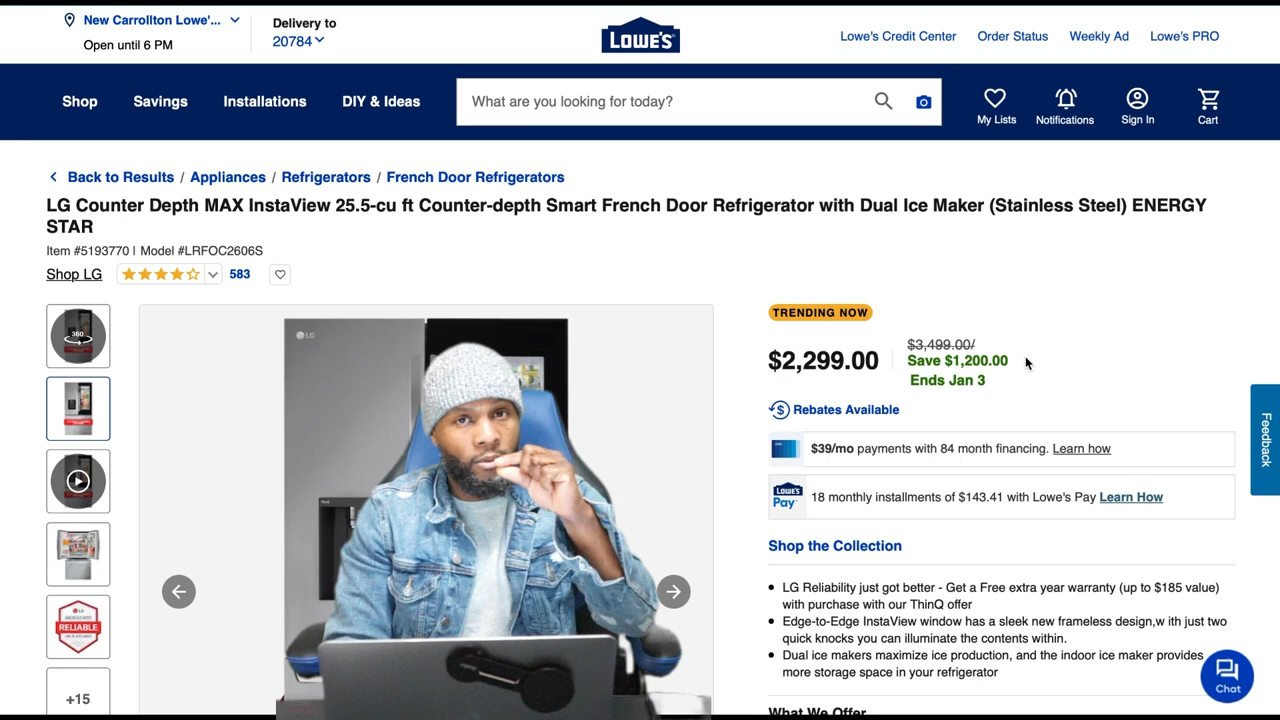 New Carrollton Lowe'...
Open until 6 PM
Delivery to
20784
LOWE'S
Lowe's Credit Center
Order Status
Weekly Ad
Lowe's PRO
Shop
Savings
Installations
DIY & Ideas
What are you looking for today?
My Lists
Notifications
Sign In
Cart
Back to Results / Appliances / Refrigerators / French Door Refrigerators
LG Counter Depth MAX InstaView 25.5-cu ft Counter-depth Smart French Door Refrigerator with Dual Ice Maker (Stainless Steel) ENERGY
STAR
Item #5193770 | Model #LRFOC2606S
Shop LG
583
360
RELIABLE
+15
LG
TRENDING NOW
$2,299.00
$3,499.00/
Save $1,200.00
Ends Jan 3
Rebates Available
$39/mo payments with 84 month financing. Learn how
LOWE'S
Pay
18 monthly installments of $143.41 with Lowe's Pay Learn How
Shop the Collection
LG Reliability just got better - Get a Free extra year warranty (up to $185 value)
with purchase with our ThinQ offer
Edge-to-Edge InstaView window has a sleek new frameless design,w ith just two
quick knocks you can illuminate the contents within.
Dual ice makers maximize ice production, and the indoor ice maker provides
more storage space in your refrigerator
What We Offer
Feedback
Chat